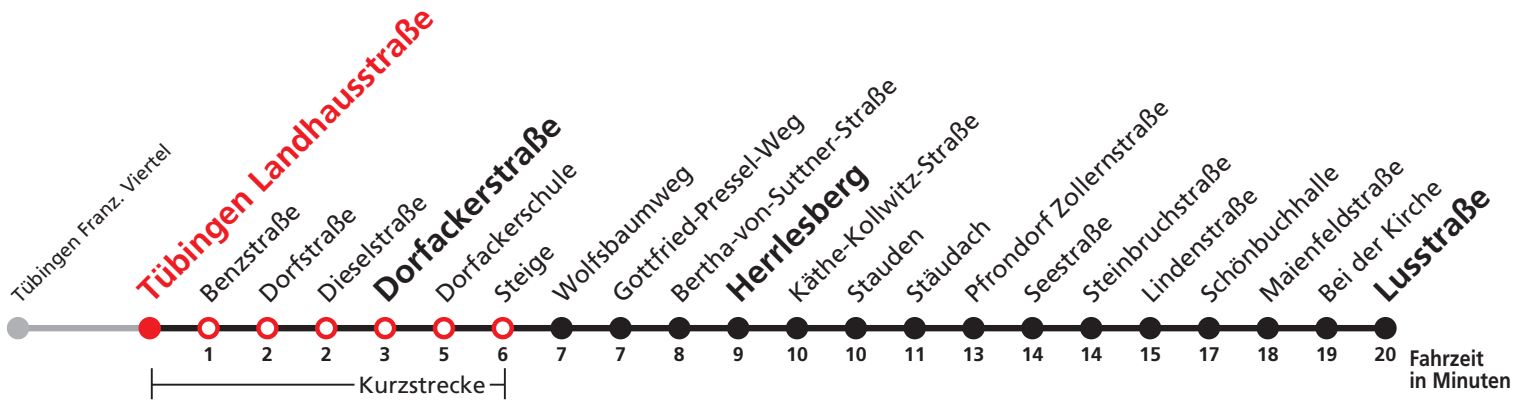 Tübingen Franz. Viertel
Tübingen Landhausstraße
Benzstraße
Dorfstraße
Dieselstraße
Dorfackerstraße
Dorfackerschule
Steige
Wolfsbaumweg
Gottfried-Pressel-Weg
Bertha-von-Suttner-Straße
Herrlesberg
Käthe-Kollwitz-Straße
Stauden
Stäudach
Pfrondorf Zollernstraße
Seestraße
Steinbruchstraße
Lindenstraße
Schönbuchhalle
Maienfeldstraße
Bei der Kirche
Lusstraße
1 2 2 3 5 6 7 7 8 9 10 10 11 13 14 14 15 17 18 19 20
Fahrzeit
in Minuten
Kurzstrecke